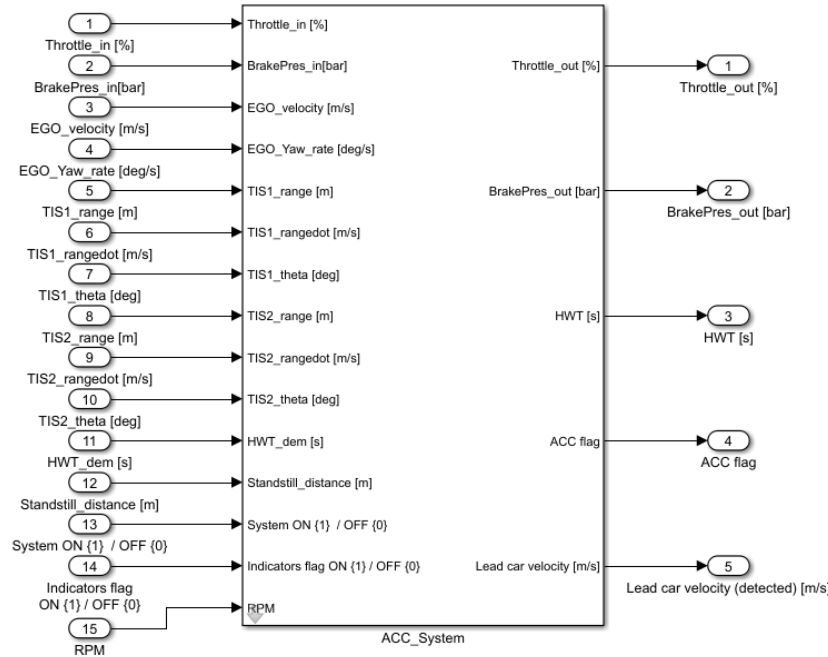 1
Throttle_in [%]
2
BrakePres_in[bar]
3
EGO_velocity [m/s]
4
EGO_Yaw_rate [deg/s]
5
TIS1_range [m]
6
TIS1_rangedot [m/s]
7
TIS1_theta [deg]
8
TIS2_range [m]
9
TIS2_rangedot [m/s]
10
TIS2_theta [deg]
11
HWT_dem [s]
12
Standstill_distance [m]
13
System ON {1}  / OFF {0}
14
Indicators flag
ON {1} / OFF {0}
15
RPM
Throttle_in [%]
BrakePres_in[bar]
EGO_velocity [m/s]
EGO_Yaw_rate [deg/s]
TIS1_range [m]
TIS1_rangedot [m/s]
TIS1_theta [deg]
TIS2_range [m]
TIS2_rangedot [m/s]
TIS2_theta [deg]
HWT_dem [s]
Standstill_distance [m]
System ON {1}  / OFF {0}
Indicators flag ON {1} / OFF {0}
RPM
Throttle_out [%]
BrakePres_out [bar]
HWT [s]
ACC flag
Lead car velocity [m/s]
ACC_System
1
Throttle_out [%]
2
BrakePres_out [bar]
3
HWT [s]
4
ACC flag
5
Lead car velocity (detected) [m/s]